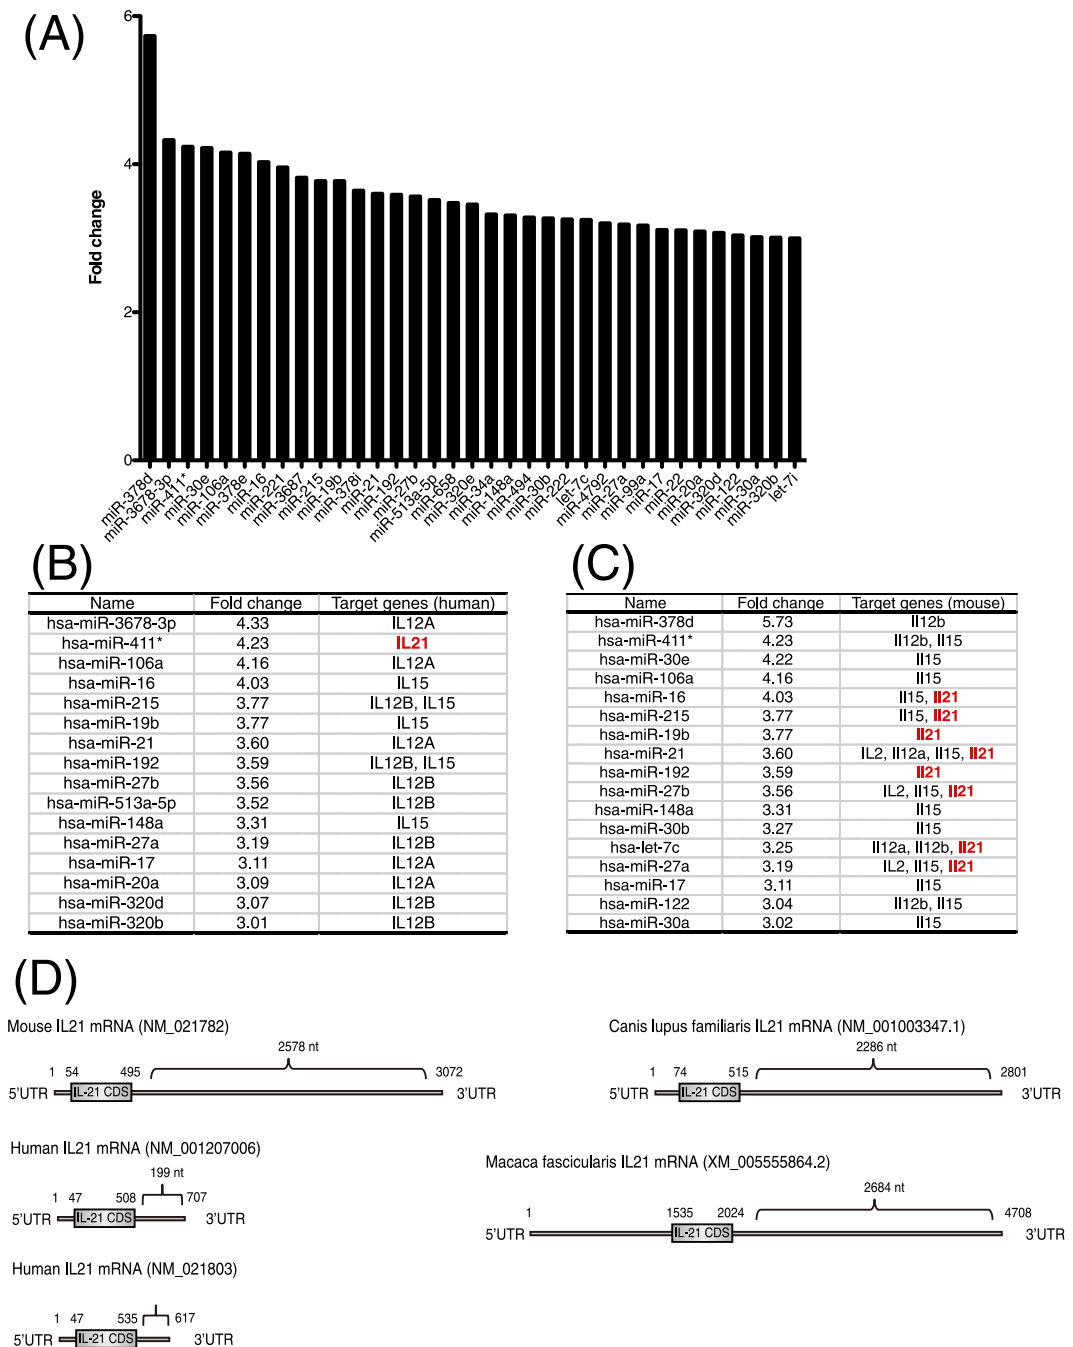 (A)
6
4
2
0
Fold change
miR-378d
miR-3678-3p
miR-411*
miR-30e
miR-106a
miR-378e
miR-16
miR-221
miR-3687
miR-215
miR-19b
miR-378i
miR-21
miR-192
miR-27b
miR-513a-5p
miR-658
miR-320e
miR-34a
miR-148a
miR-494
miR-30b
miR-222
let-7c
miR-4792
miR-27a
miR-99a
miR-17
miR-22
miR-20a
miR-320d
miR-122
miR-30a
miR-320b
let-7i
(B)
Name Fold change Target genes (human)
hsa-miR-3678-3p 4.33 IL12A
hsa-miR-411* 4.23 IL21
hsa-miR-106a 4.16 IL12A
hsa-miR-16 4.03 IL15
hsa-miR-215 3.77 IL12B, IL15
hsa-miR-19b 3.77 IL15
hsa-miR-21 3.60 IL12A
hsa-miR-192 3.59 IL12B, IL15
hsa-miR-27b 3.56 IL12B
hsa-miR-513a-5p 3.52 IL12B
hsa-miR-148a 3.31 IL15
hsa-miR-27a 3.19 IL12B
hsa-miR-17 3.11 IL12A
hsa-miR-20a 3.09 IL12A
hsa-miR-320d 3.07 IL12B
hsa-miR-320b 3.01 IL12B
(C)
Name Fold change Target genes (mouse)
hsa-miR-378d 5.73 Il12b
hsa-miR-411* 4.23 Il12b, Il15
hsa-miR-30e 4.22 Il15
hsa-miR-106a 4.16 Il15
hsa-miR-16 4.03 Il15, Il21
hsa-miR-215 3.77 Il15, Il21
hsa-miR-19b 3.77 Il21
hsa-miR-21 3.60 IL2, Il12a, Il15, Il21
hsa-miR-192 3.59 Il21
hsa-miR-27b 3.56 IL2, Il15, Il21
hsa-miR-148a 3.31 Il15
hsa-miR-30b 3.27 Il15
hsa-let-7c 3.25 Il12a, Il12b, Il21
hsa-miR-27a 3.19 IL2, Il15, Il21
hsa-miR-17 3.11 Il15
hsa-miR-122 3.04 Il12b, Il15
hsa-miR-30a 3.02 Il15
(D)
Mouse IL21 mRNA (NM_021782)
2578 nt
1 54 495 3072
5'UTR IL-21 CDS 3'UTR
Canis lupus familiaris IL21 mRNA (NM_001003347.1)
2286 nt
1 74 515 2801
5'UTR IL-21 CDS 3'UTR
Human IL21 mRNA (NM_001207006)
199 nt
1 47 508 707
5'UTR IL-21 CDS 3'UTR
Macaca fascicularis IL21 mRNA (XM_005555864.2)
2684 nt
1 1535 2024 4708
5'UTR IL-21 CDS 3'UTR
Human IL21 mRNA (NM_021803)
1 47 535 617
5'UTR IL-21 CDS 3'UTR